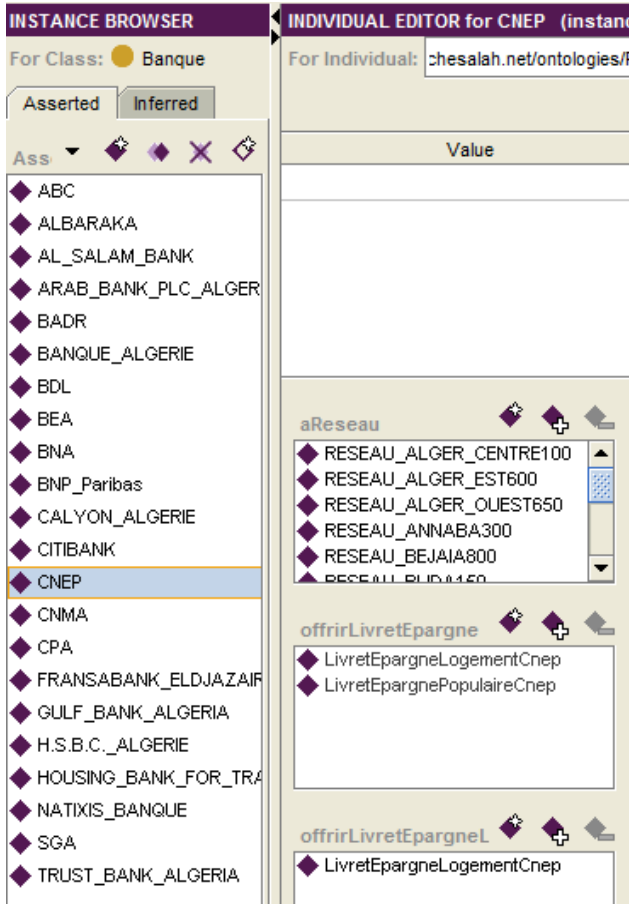 INSTANCE BROWSER
For Class: Banque
Asserted Inferred
Ass
ABC
ALBARAKA
AL_SALAM_BANK
ARAB_BANK_PLC_ALGER
BADR
BANQUE_ALGERIE
BDL
BEA
BNA
BNP_Paribas
CALYON_ALGERIE
CITIBANK
CNEP
CNMA
CPA
FRANSABANK_ELDJAZAIR
GULF_BANK_ALGERIA
H.S.B.C._ALGERIE
HOUSING_BANK_FOR_TRA
NATIXIS_BANQUE
SGA
TRUST_BANK_ALGERIA
INDIVIDUAL EDITOR for CNEP (instanc
For Individual: chesalah.net/ontologies/
Value
aReseau
RESEAU_ALGER_CENTRE100
RESEAU_ALGER_EST600
RESEAU_ALGER_OUEST650
RESEAU_ANNABA300
RESEAU_BEJAIA800
RESEAU_BLIDA150
offrirLivretEpargne
LivretEpargneLogementCnep
LivretEpargnePopulaireCnep
offrirLivretEpargneL
LivretEpargneLogementCnep